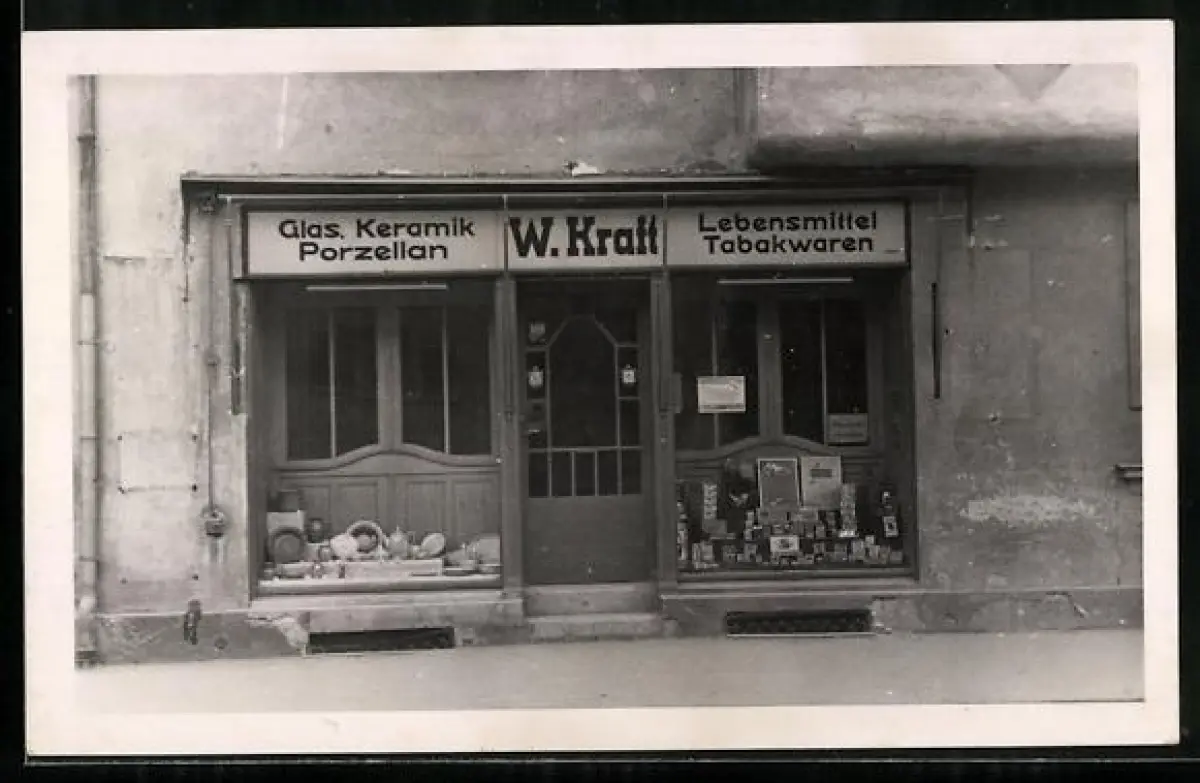 Glas, Keramik
Porzellan
W. Kraft
Lebensmittel
Tabakwaren